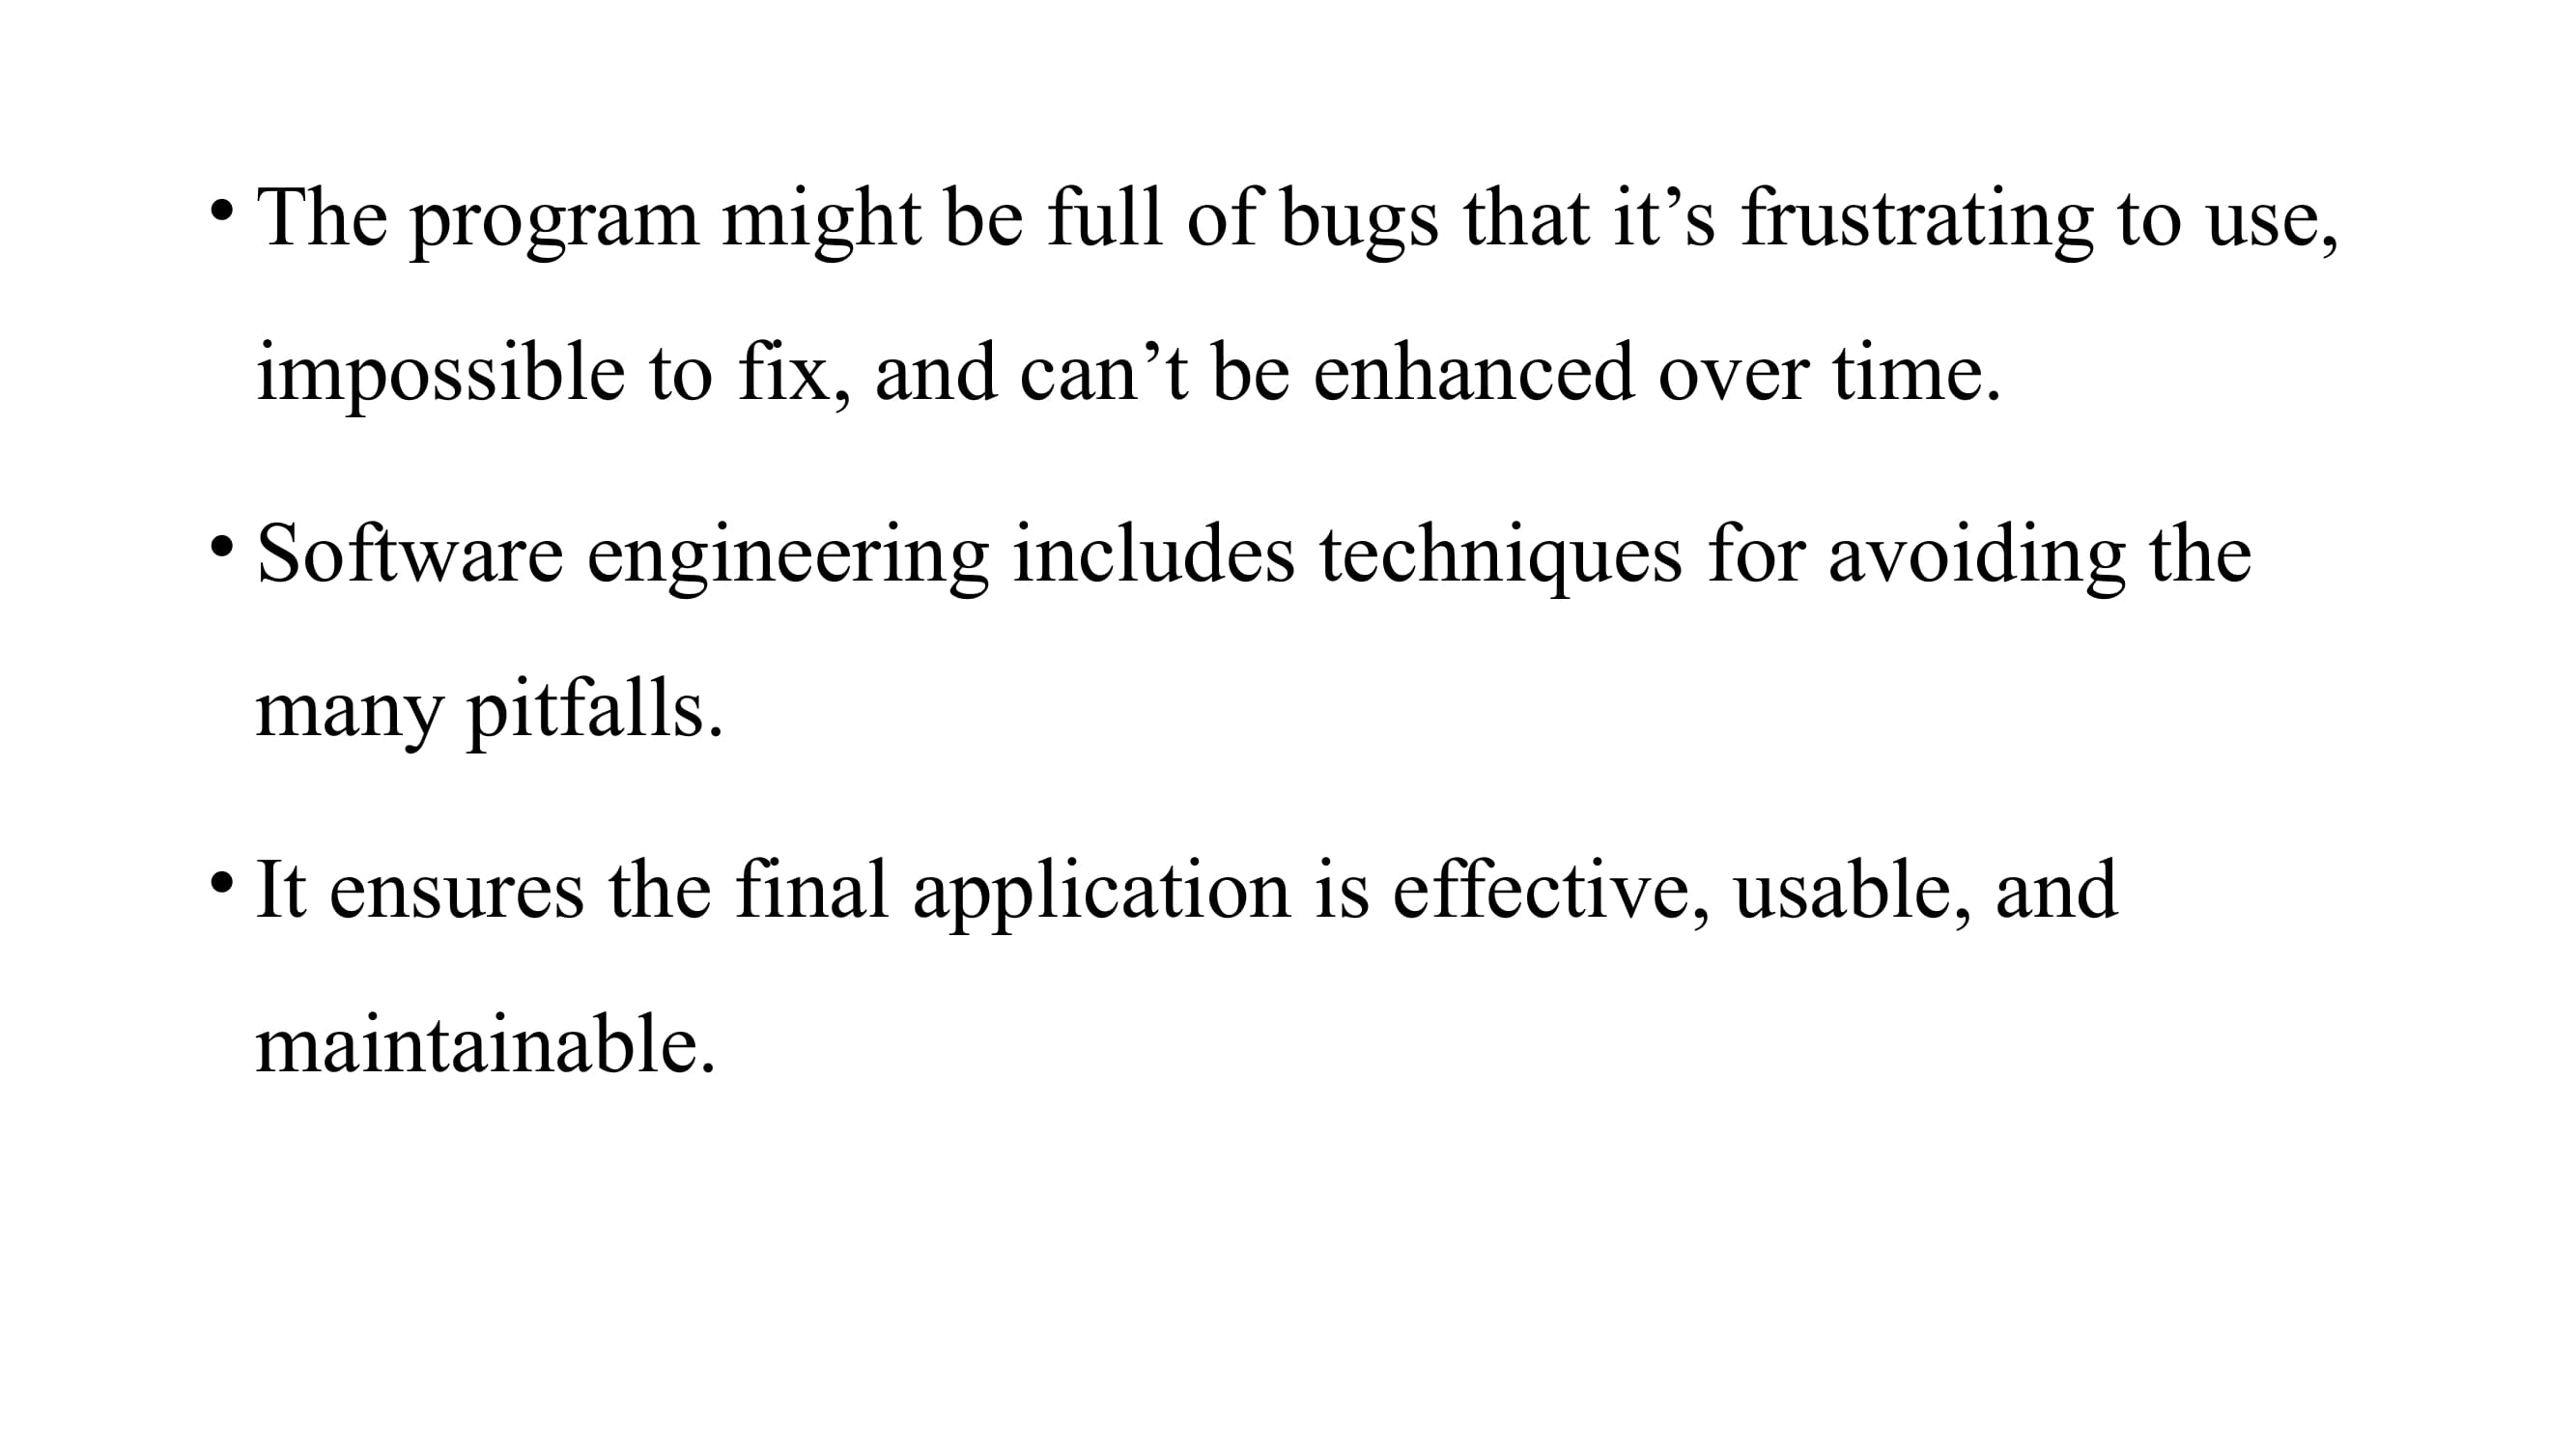 • The program might be full of bugs that it’s frustrating to use,
impossible to fix, and can’t be enhanced over time.
• Software engineering includes techniques for avoiding the
many pitfalls.
• It ensures the final application is effective, usable, and
maintainable.